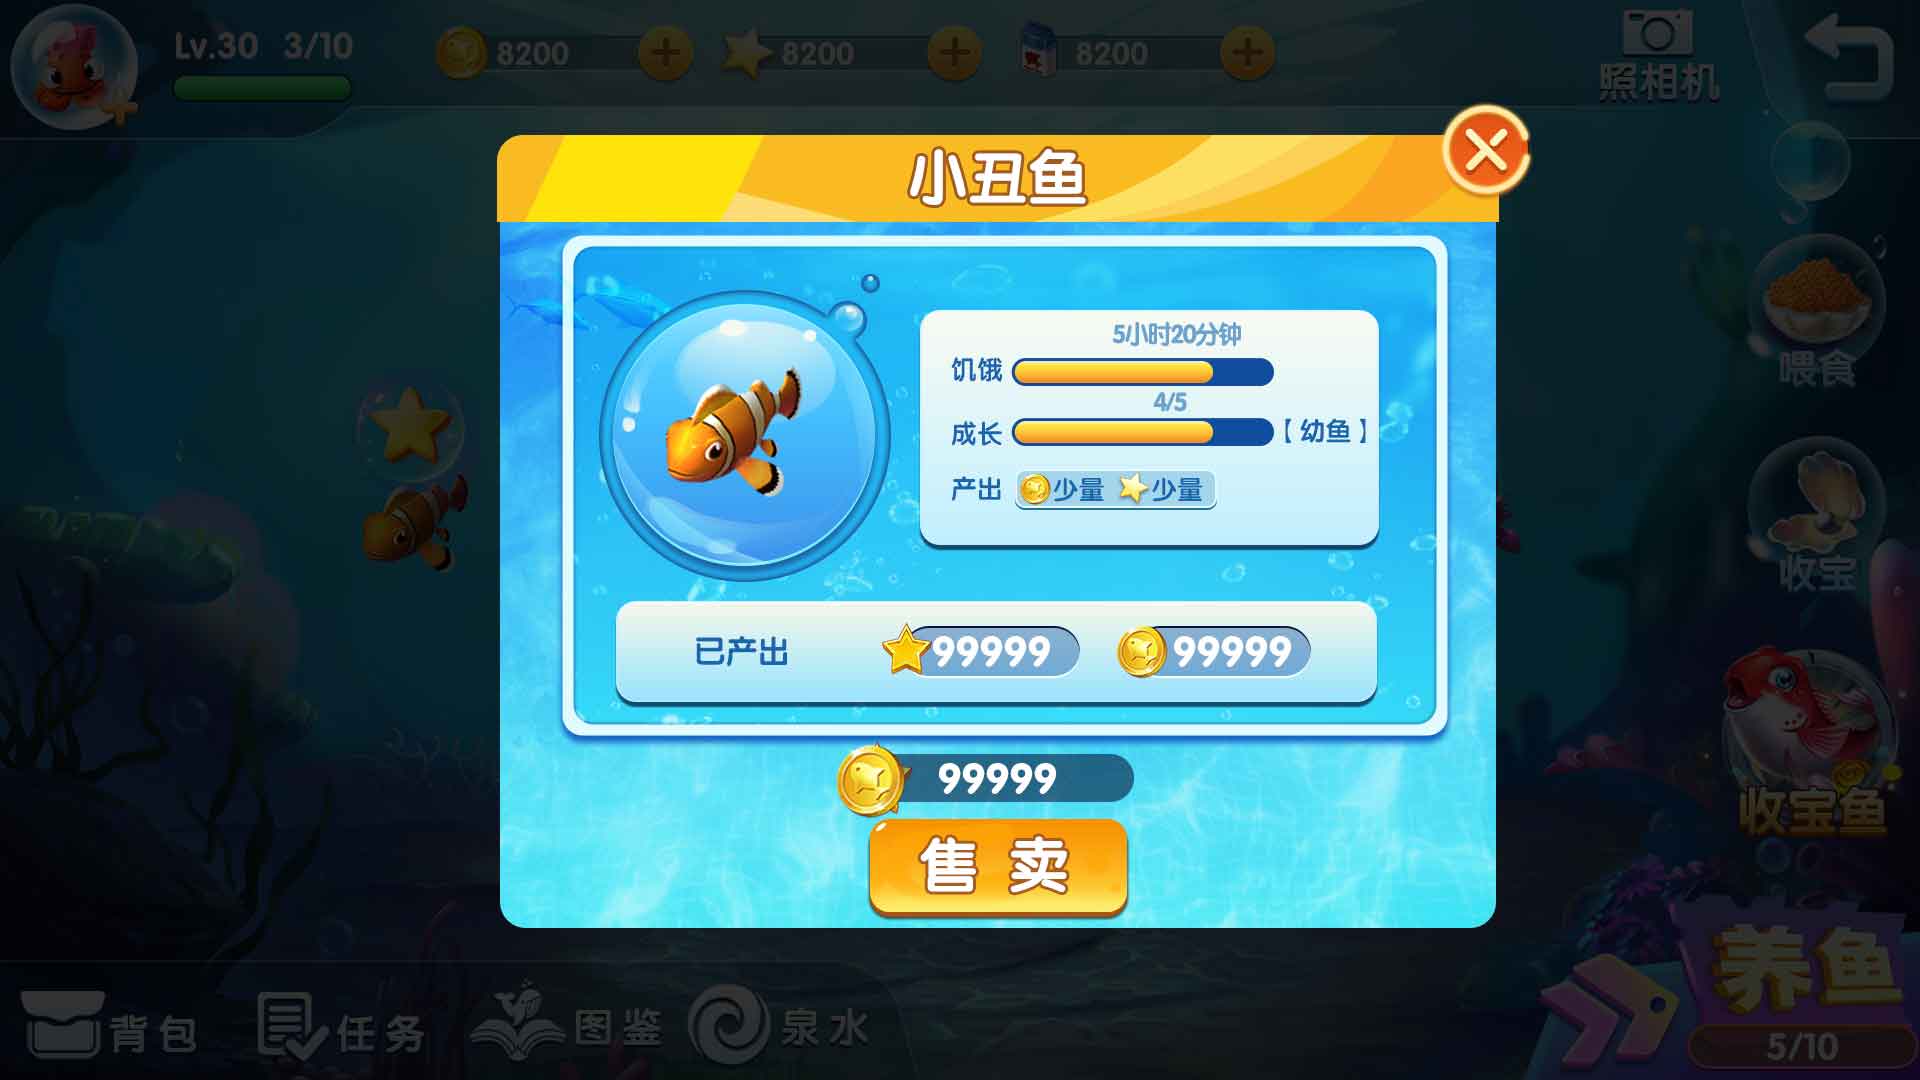 Lv.30 3/10
8200
8200
8200
照相机
小丑鱼
5小时20分钟
饥饿
4/5
成长
【幼鱼】
产出
少量 少量
已产出
99999
99999
99999
售卖
喂食
收宝
收宝鱼
养鱼
5/10
背包
任务
图鉴
泉水